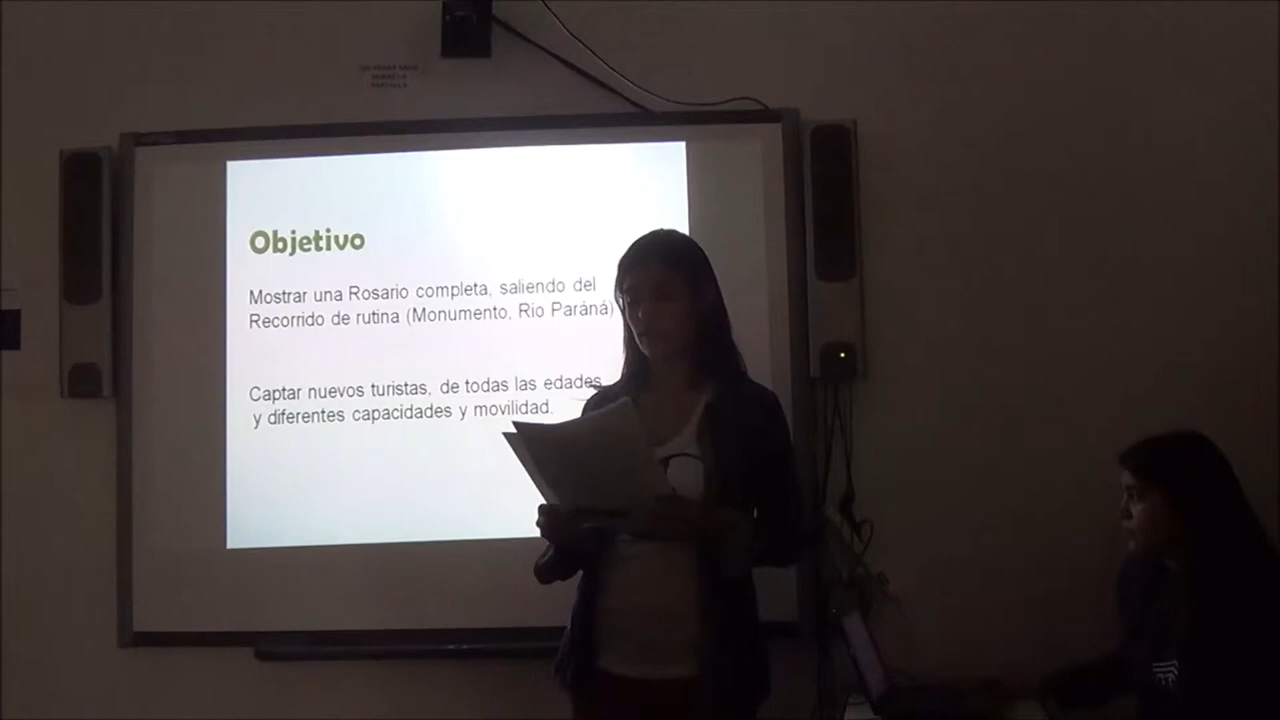 Objetivo
Mostrar una Rosario completa, saliendo del
Recorrido de rutina (Monumento, Rio Paráná)
Captar nuevos turistas, de todas las edades
y diferentes capacidades y movilidad.